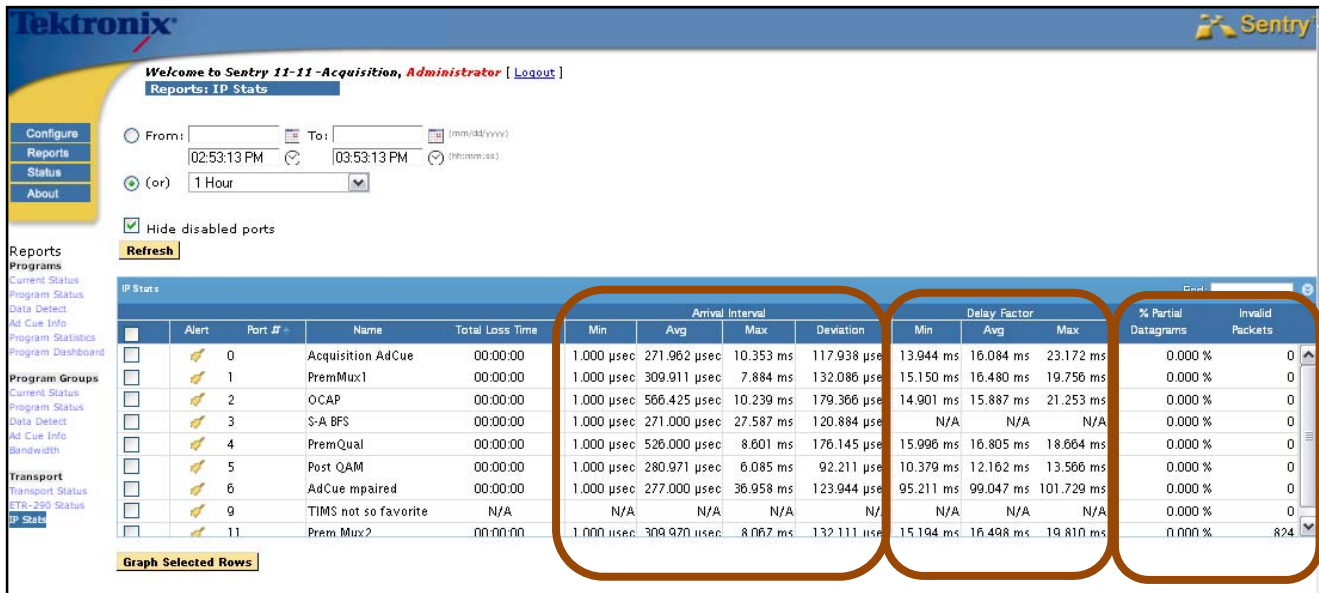 Tektronix
Sentry
Welcome to Sentry 11-11-Acquisition, Administrator [ Logout ]
Reports: IP Stats
Configure
Reports
Status
About
From: To: (mm/dd/yyyy)
02:53:13 PM 03:53:13 PM (hh:mm:ss)
(or) 1 Hour
Hide disabled ports
Refresh
Reports
Programs
Current Status
Program Status
Data Detect
Ad Cue Info
Program Statistics
Program Dashboard
Program Groups
Current Status
Program Status
Data Detect
Ad Cue Info
Bandwidth
Transport
Transport Status
ETR-290 Status
IP Stats
IP Stats Find:
Arrival Interval Delay Factor % Partial Invalid
Alert Port # Name Total Loss Time Min Avg Max Deviation Min Avg Max Datagrams Packets
0 Acquisition AdCue 00:00:00 1.000 µsec 271.962 µsec 10.353 ms 117.938 µse 13.944 ms 16.084 ms 23.172 ms 0.000 % 0
1 PremMux1 00:00:00 1.000 µsec 309.911 µsec 7.884 ms 132.086 µse 15.150 ms 16.480 ms 19.756 ms 0.000 % 0
2 OCAP 00:00:00 1.000 µsec 566.425 µsec 10.239 ms 179.366 µse 14.901 ms 15.887 ms 21.253 ms 0.000 % 0
3 S-A BFS 00:00:00 1.000 µsec 271.000 µsec 27.587 ms 120.884 µse N/A N/A N/A 0.000 % 0
4 PremQual 00:00:00 1.000 µsec 526.000 µsec 8.601 ms 176.145 µse 15.996 ms 16.805 ms 18.664 ms 0.000 % 0
5 Post QAM 00:00:00 1.000 µsec 280.971 µsec 6.085 ms 92.211 µse 10.379 ms 12.162 ms 13.566 ms 0.000 % 0
6 AdCue mpaired 00:00:00 1.000 µsec 277.000 µsec 36.958 ms 123.944 µse 95.211 ms 99.047 ms 101.729 ms 0.000 % 0
9 TIMS not so favorite N/A N/A N/A N/A N/ N/A N/A N/A 0.000 % 0
11 Prem Mux2 00:00:00 1.000 µsec 309.970 µsec 8.067 ms 132.111 µse 15.194 ms 16.498 ms 19.810 ms 0.000 % 824
Graph Selected Rows